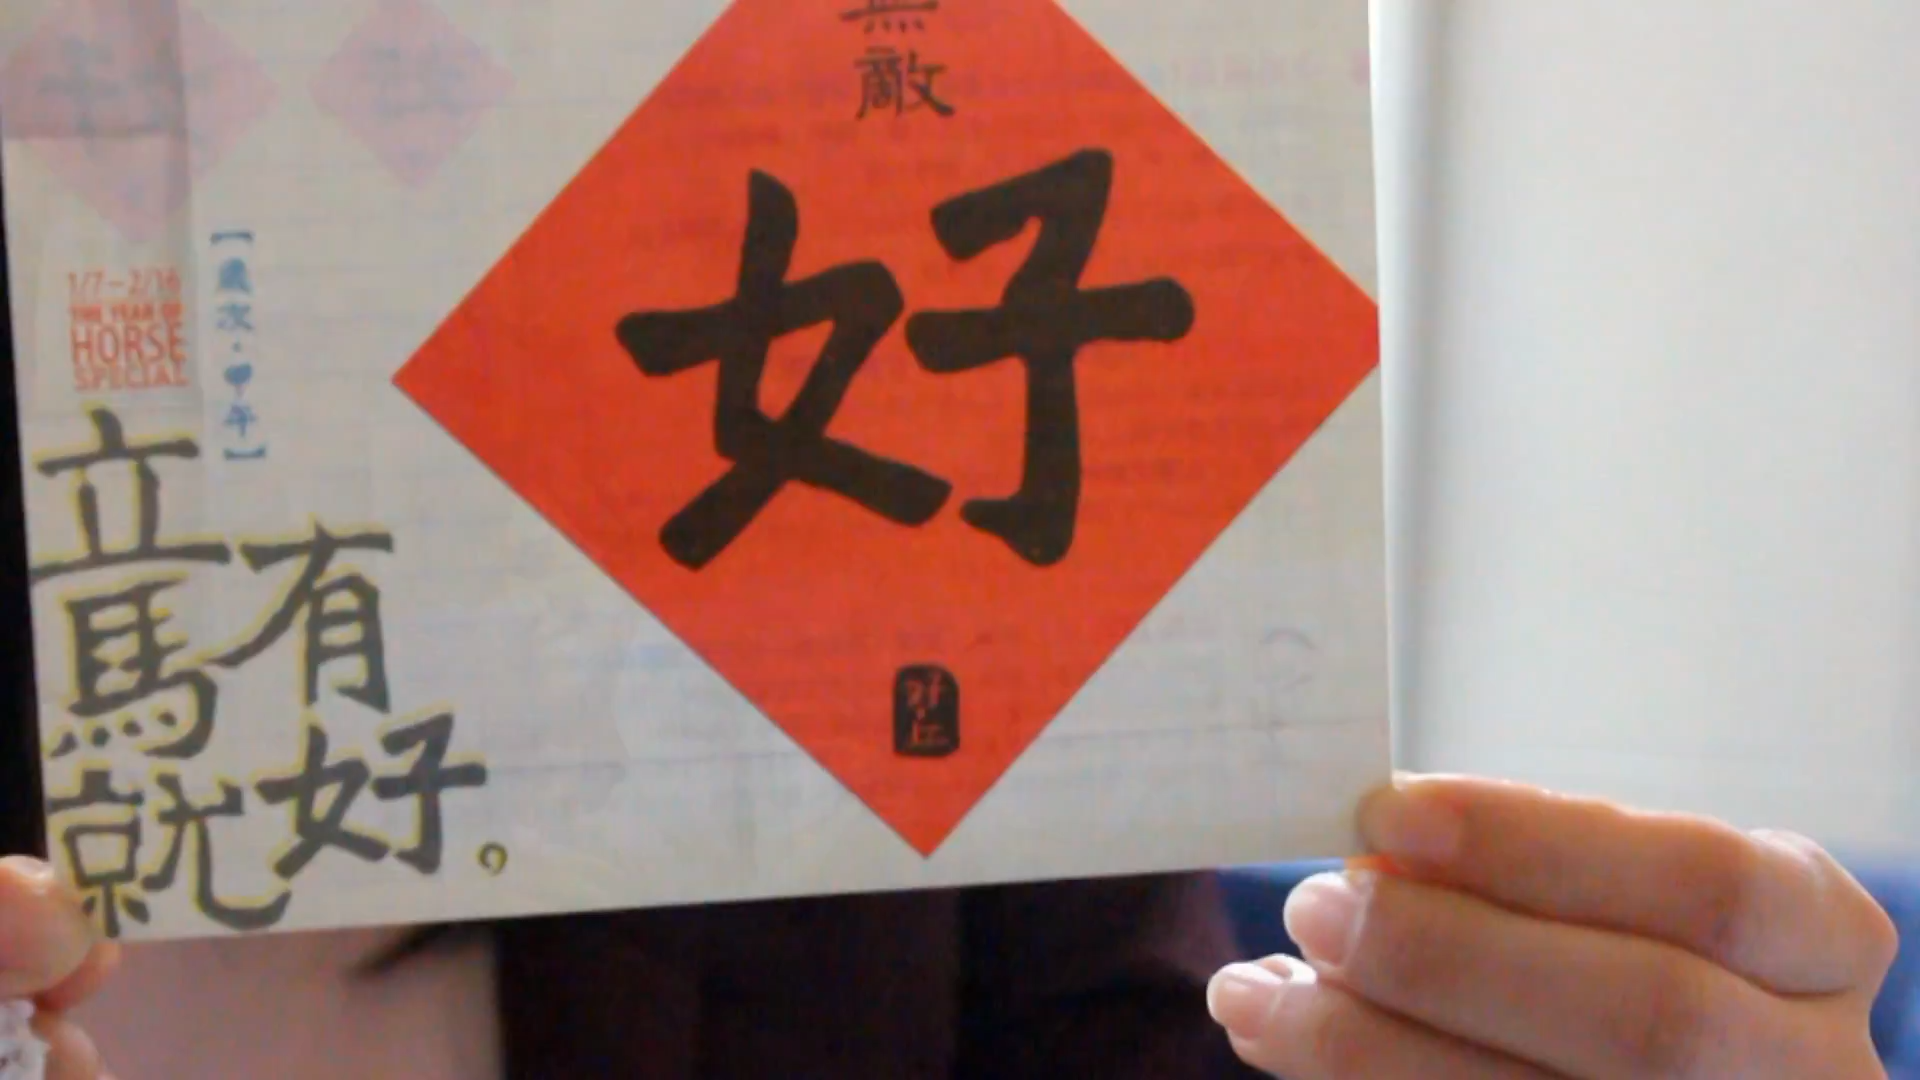 無
敵
好
1/7-2/16
THE YEAR OF
HORSE
SPECIAL
【歲次・甲午】
立馬就
有好。